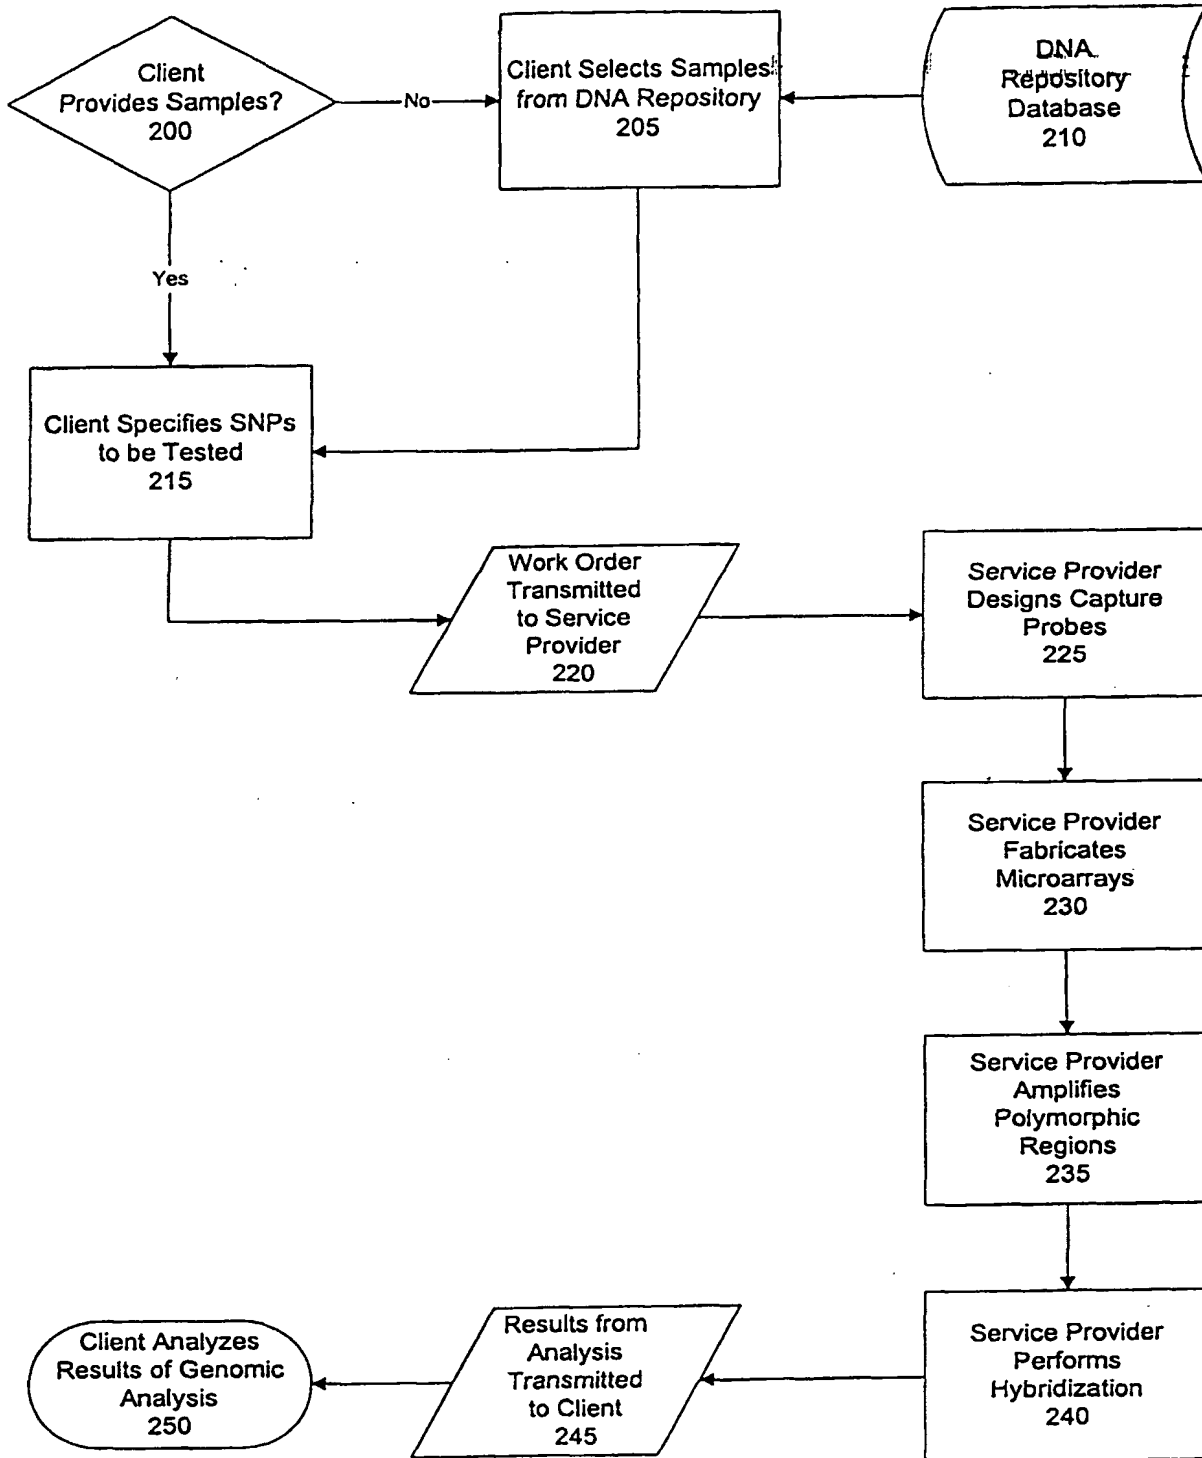 Client
Provides Samples?
200
No
Client Selects Samples
from DNA Repository
205
DNA
Repository
Database
210
Yes
Client Specifies SNPs
to be Tested
215
Work Order
Transmitted
to Service
Provider
220
Service Provider
Designs Capture
Probes
225
Service Provider
Fabricates
Microarrays
230
Service Provider
Amplifies
Polymorphic
Regions
235
Service Provider
Performs
Hybridization
240
Results from
Analysis
Transmitted
to Client
245
Client Analyzes
Results of Genomic
Analysis
250